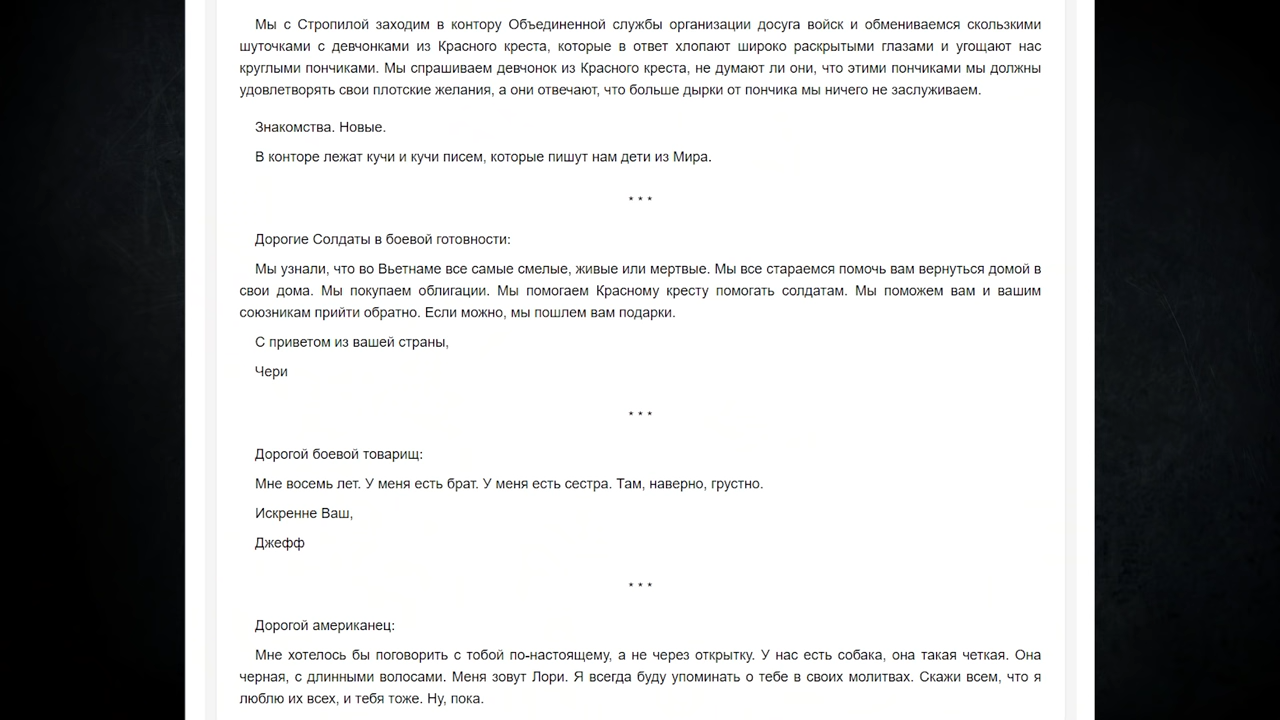 Мы с Стропилой заходим в контору Объединенной службы организации досуга войск и обмениваемся скользкими
шуточками с девчонками из Красного креста, которые в ответ хлопают широко раскрытыми глазами и угощают нас
круглыми пончиками. Мы спрашиваем девчонок из Красного креста, не думают ли они, что этими пончиками мы должны
удовлетворять свои плотские желания, а они отвечают, что больше дырки от пончика мы ничего не заслуживаем.
Знакомства. Новые.
В конторе лежат кучи и кучи писем, которые пишут нам дети из Мира.
* * *
Дорогие Солдаты в боевой готовности:
Мы узнали, что во Вьетнаме все самые смелые, живые или мертвые. Мы все стараемся помочь вам вернуться домой в
свои дома. Мы покупаем облигации. Мы помогаем Красному кресту помогать солдатам. Мы поможем вам и вашим
союзникам прийти обратно. Если можно, мы пошлем вам подарки.
С приветом из вашей страны,
Чери
* * *
Дорогой боевой товарищ:
Мне восемь лет. У меня есть брат. У меня есть сестра. Там, наверно, грустно.
Искренне Ваш,
Джефф
* * *
Дорогой американец:
Мне хотелось бы поговорить с тобой по-настоящему, а не через открытку. У нас есть собака, она такая четкая. Она
черная, с длинными волосами. Меня зовут Лори. Я всегда буду упоминать о тебе в своих молитвах. Скажи всем, что я
люблю их всех, и тебя тоже. Ну, пока.